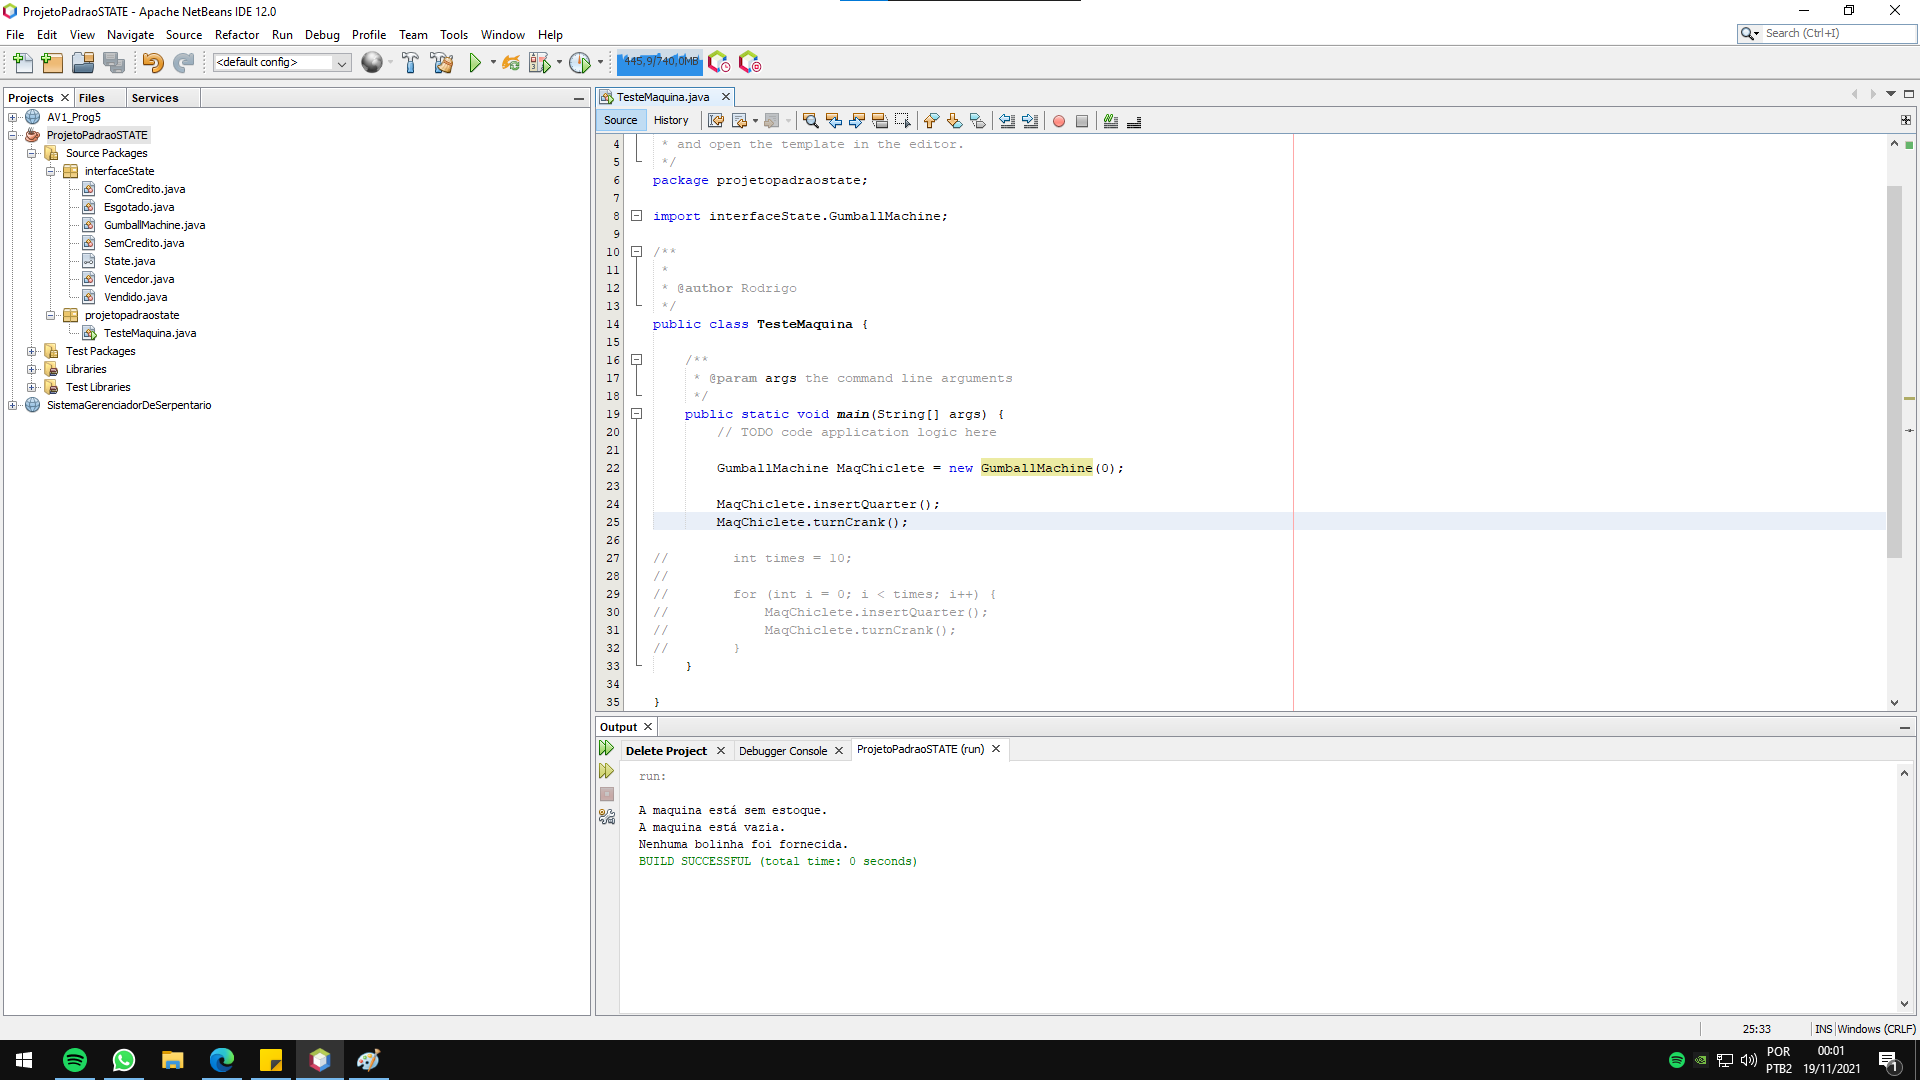 ProjetoPadraoSTATE - Apache NetBeans IDE 12.0
File Edit View Navigate Source Refactor Run Debug Profile Team Tools Window Help
Search (Ctrl+I)
<default config>
445,9/740,0MB
Projects Files Services
AV1_Prog5
ProjetoPadraoSTATE
Source Packages
interfaceState
ComCredito.java
Esgotado.java
GumballMachine.java
SemCredito.java
State.java
Vencedor.java
Vendido.java
projetopadraostate
TesteMaquina.java
Test Packages
Libraries
Test Libraries
SistemaGerenciadorDeSerpentario
TesteMaquina.java
Source History
4 * and open the template in the editor.
5 */
6 package projetopadraostate;
7
8 import interfaceState.GumballMachine;
9
10 /**
11 *
12 * @author Rodrigo
13 */
14 public class TesteMaquina {
15
16 /**
17 * @param args the command line arguments
18 */
19 public static void main(String[] args) {
20 // TODO code application logic here
21
22 GumballMachine MaqChiclete = new GumballMachine(0);
23
24 MaqChiclete.insertQuarter();
25 MaqChiclete.turnCrank();
26
27 // int times = 10;
28 //
29 // for (int i = 0; i < times; i++) {
30 // MaqChiclete.insertQuarter();
31 // MaqChiclete.turnCrank();
32 // }
33 }
34
35 }
Output
Delete Project Debugger Console ProjetoPadraoSTATE (run)
run:
A maquina está sem estoque.
A maquina está vazia.
Nenhuma bolinha foi fornecida.
BUILD SUCCESSFUL (total time: 0 seconds)
25:33 INS Windows (CRLF)
POR
PTB2
00:01
19/11/2021
1